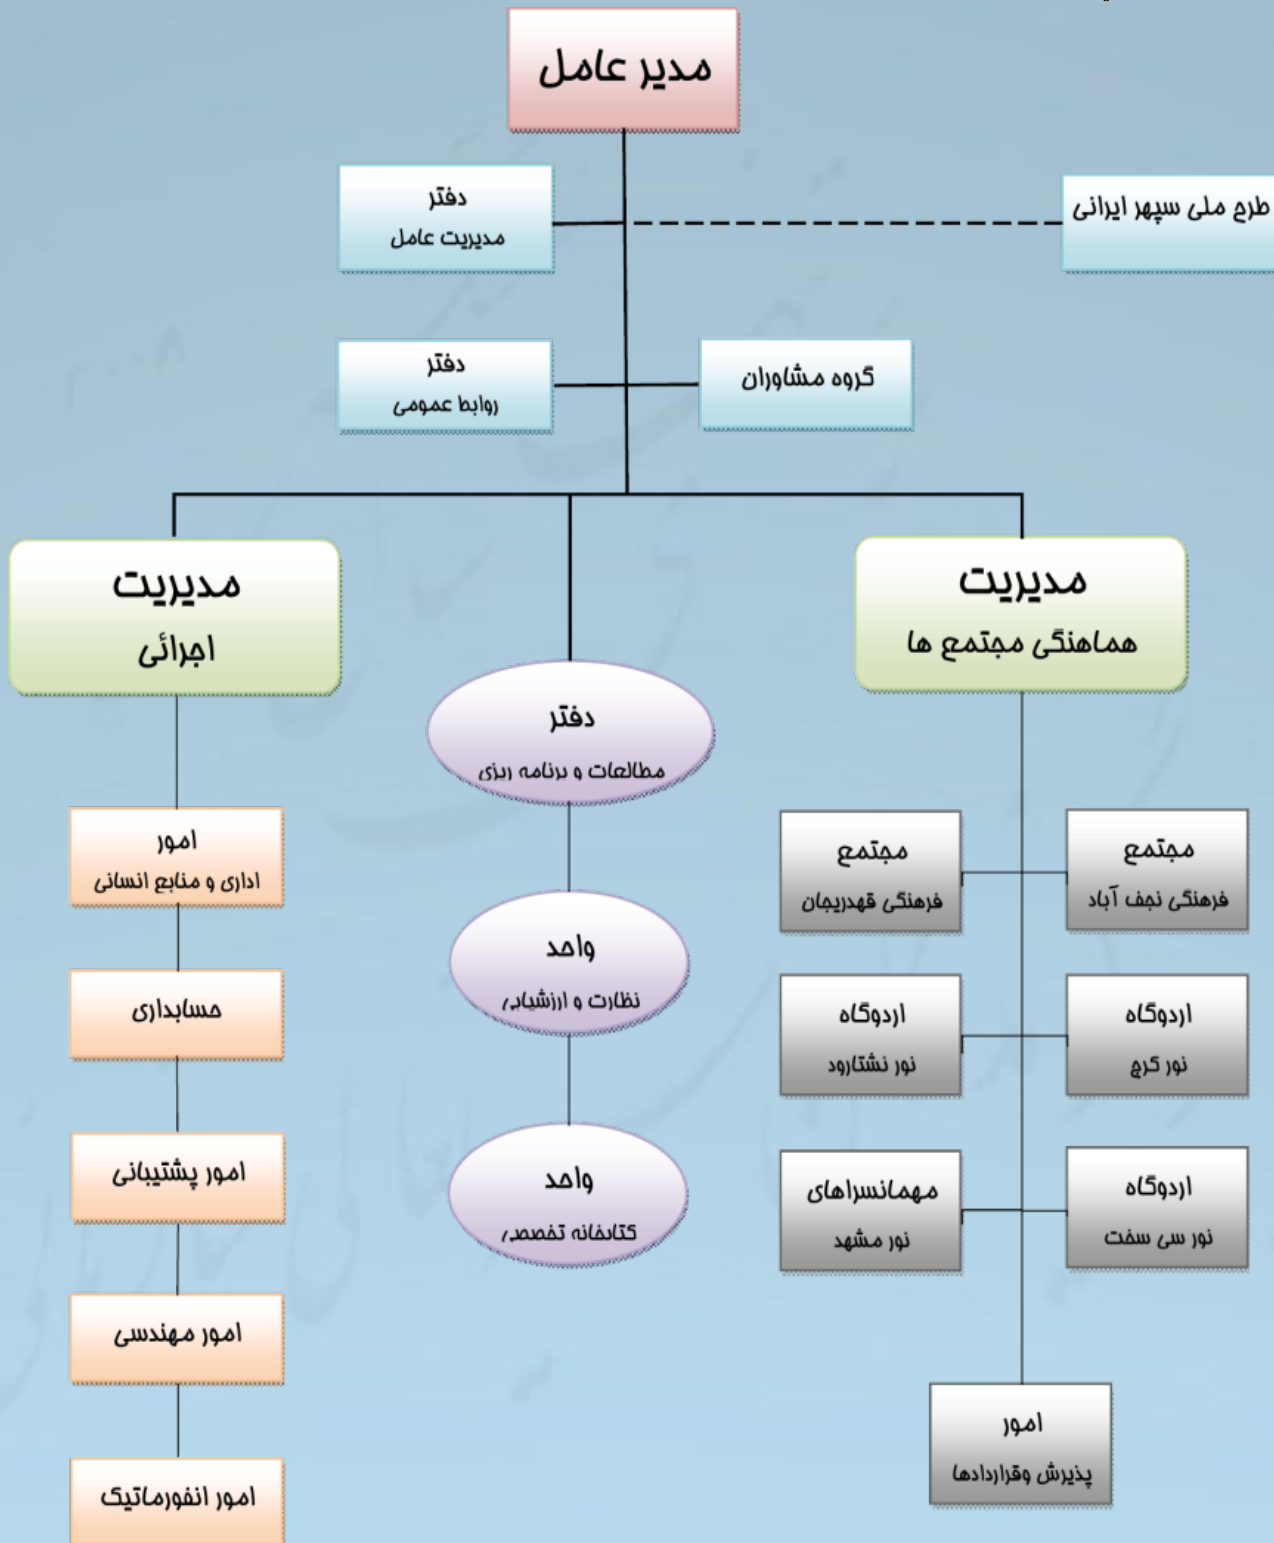 مدیر عامل
طرح ملی سپهر ایرانی
دفتر
مدیریت عامل
گروه مشاوران
دفتر
روابط عمومی
مدیریت
هماهنگی مجتمع ها
مجتمع
فرهنگی نجف آباد
مجتمع
فرهنگی قهدریجان
اردوگاه
نور کرج
اردوگاه
نور نشتارود
اردوگاه
نور سی سخت
مهمانسراهای
نور مشهد
امور
پذیرش وقراردادها
دفتر
مطالعات و برنامه ریزی
واحد
نظارت و ارزشیابی
واحد
کتابخانه تخصصی
مدیریت
اجرائی
امور
اداری و منابع انسانی
حسابداری
امور پشتیبانی
امور مهندسی
امور انفورماتیک